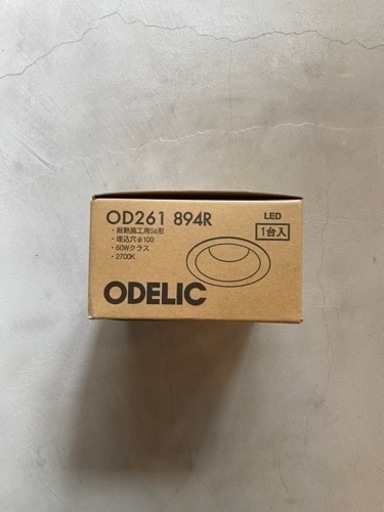 OD261 894R
・断熱施工用SB形
・埋込穴φ100
・60Wクラス
・2700K
LED
1台入
ODELIC